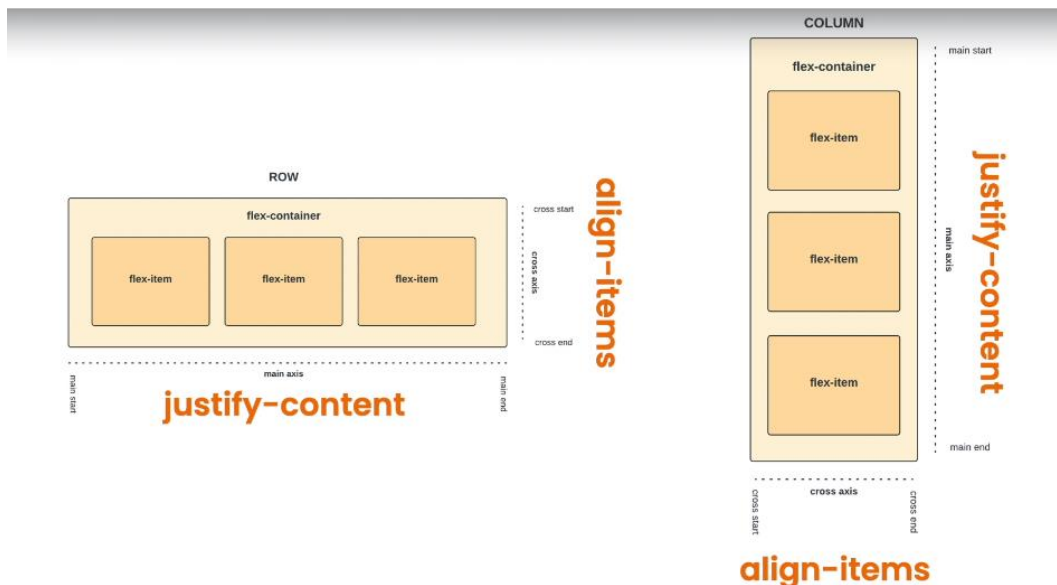 ROW
flex-container
flex-item
flex-item
flex-item
cross start
cross axis
cross end
align-items
main start
main axis
main end
justify-content
COLUMN
flex-container
flex-item
flex-item
flex-item
main start
main axis
main end
justify-content
cross start
cross axis
cross end
align-items